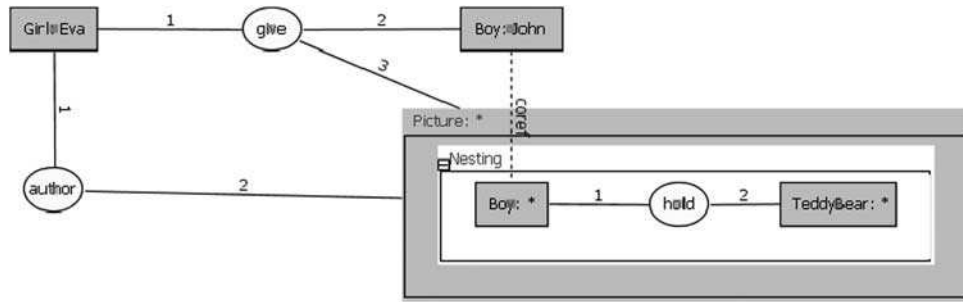 Girl: Eva
1
give
2
Boy: John
3
1
coref
Picture: *
Nesting
author
2
Boy: *
1
hold
2
TeddyBear: *